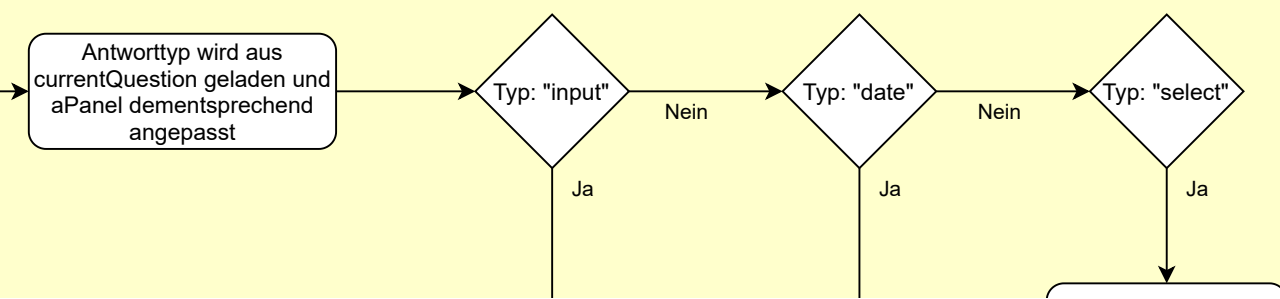 Antworttyp wird aus
currentQuestion geladen und
aPanel dementsprechend
angepasst
Typ: "input"
Nein
Typ: "date"
Nein
Typ: "select"
Ja
Ja
Ja